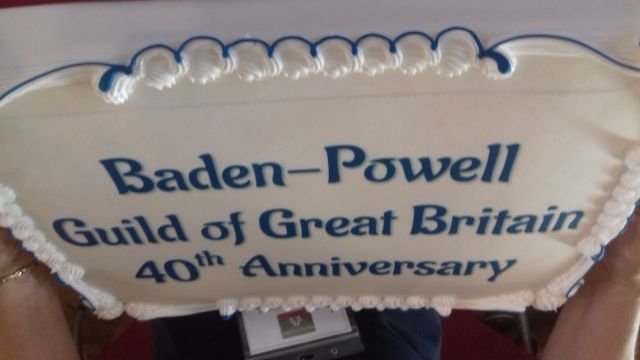 Baden-Powell
Guild of Great Britain
40th Anniversary